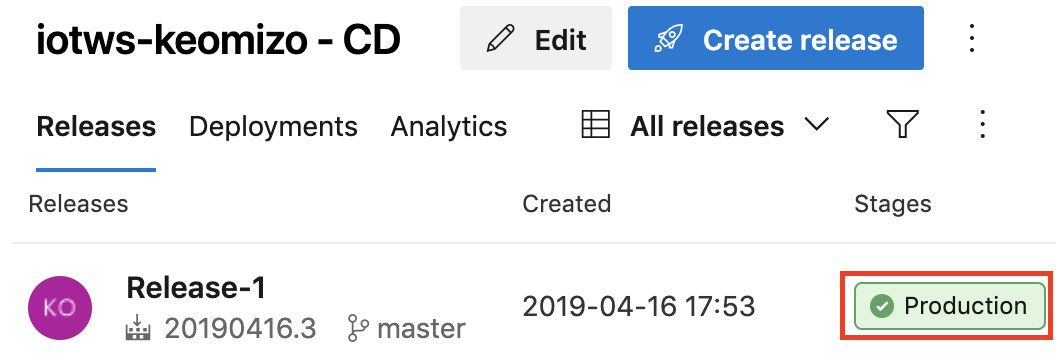 iotws-keomizo - CD Edit Create release
Releases Deployments Analytics All releases
Releases Created Stages
KO Release-1 2019-04-16 17:53 Production
20190416.3 master